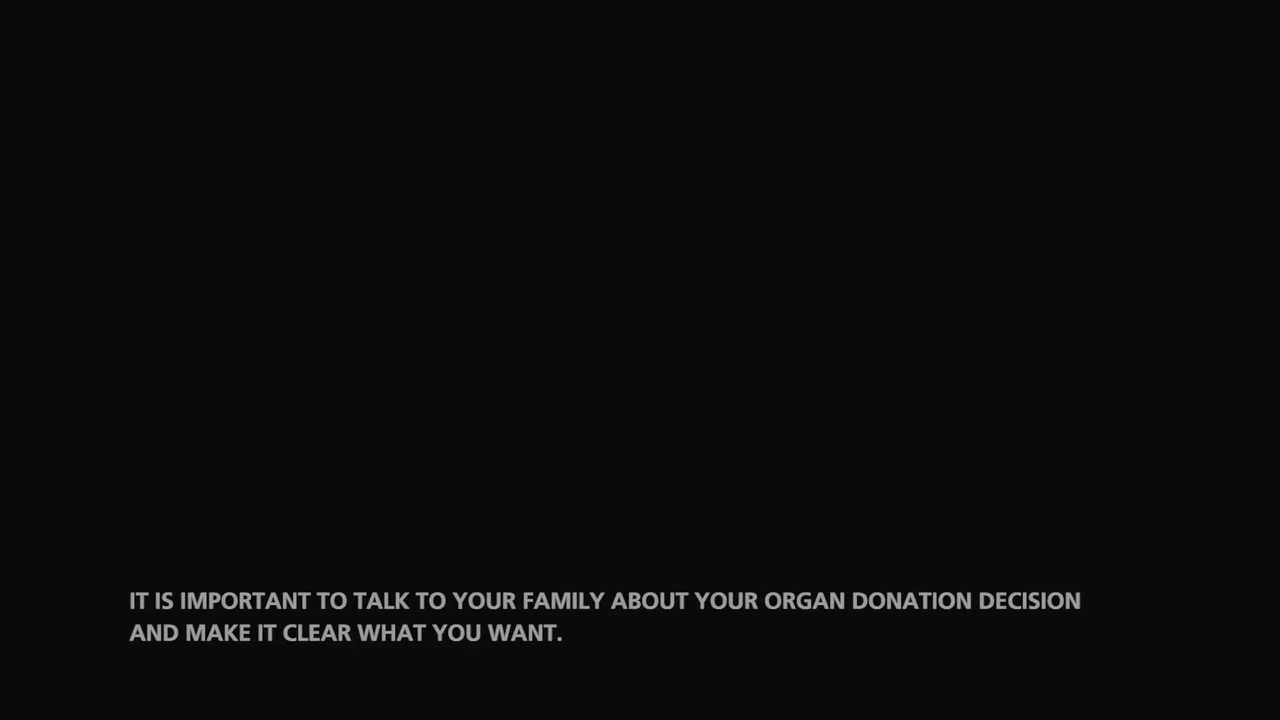 IT IS IMPORTANT TO TALK TO YOUR FAMILY ABOUT YOUR ORGAN DONATION DECISION
AND MAKE IT CLEAR WHAT YOU WANT.